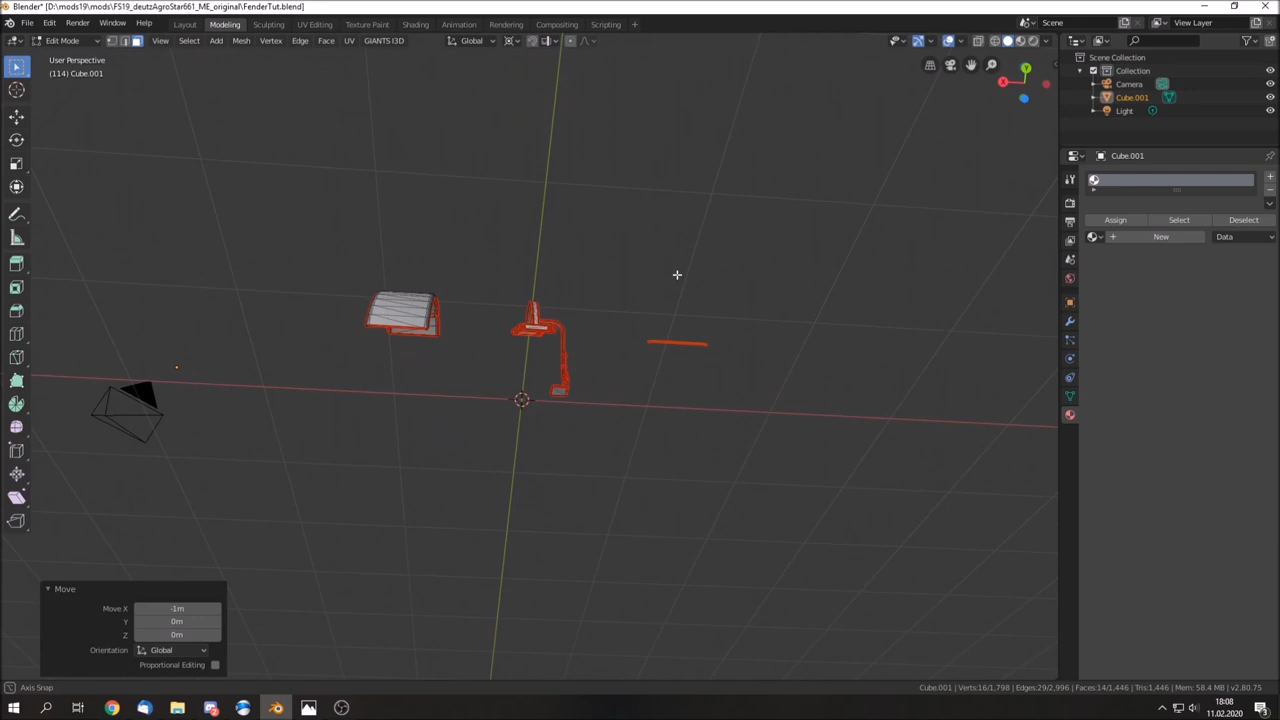 Blender* [D:\mods19\mods\FS19_deutzAgroStar661_ME_original\FenderTut.blend]
File Edit Render Window Help Layout Modeling Sculpting UV Editing Texture Paint Shading Animation Rendering Compositing Scripting + Scene View Layer
Edit Mode View Select Add Mesh Vertex Edge Face UV GIANTS I3D Global
User Perspective
(114) Cube.001
Scene Collection
Collection
Camera
Cube.001
Light
Cube.001
Assign Select Deselect
New Data
Move
Move X -1m
Y 0m
Z 0m
Orientation Global
Proportional Editing
Axis Snap
Cube.001 | Verts:16/1,798 | Edges:29/2,996 | Faces:14/1,446 | Tris:1,446 | Mem: 58.4 MB | v2.80.75
18:08
11.02.2020